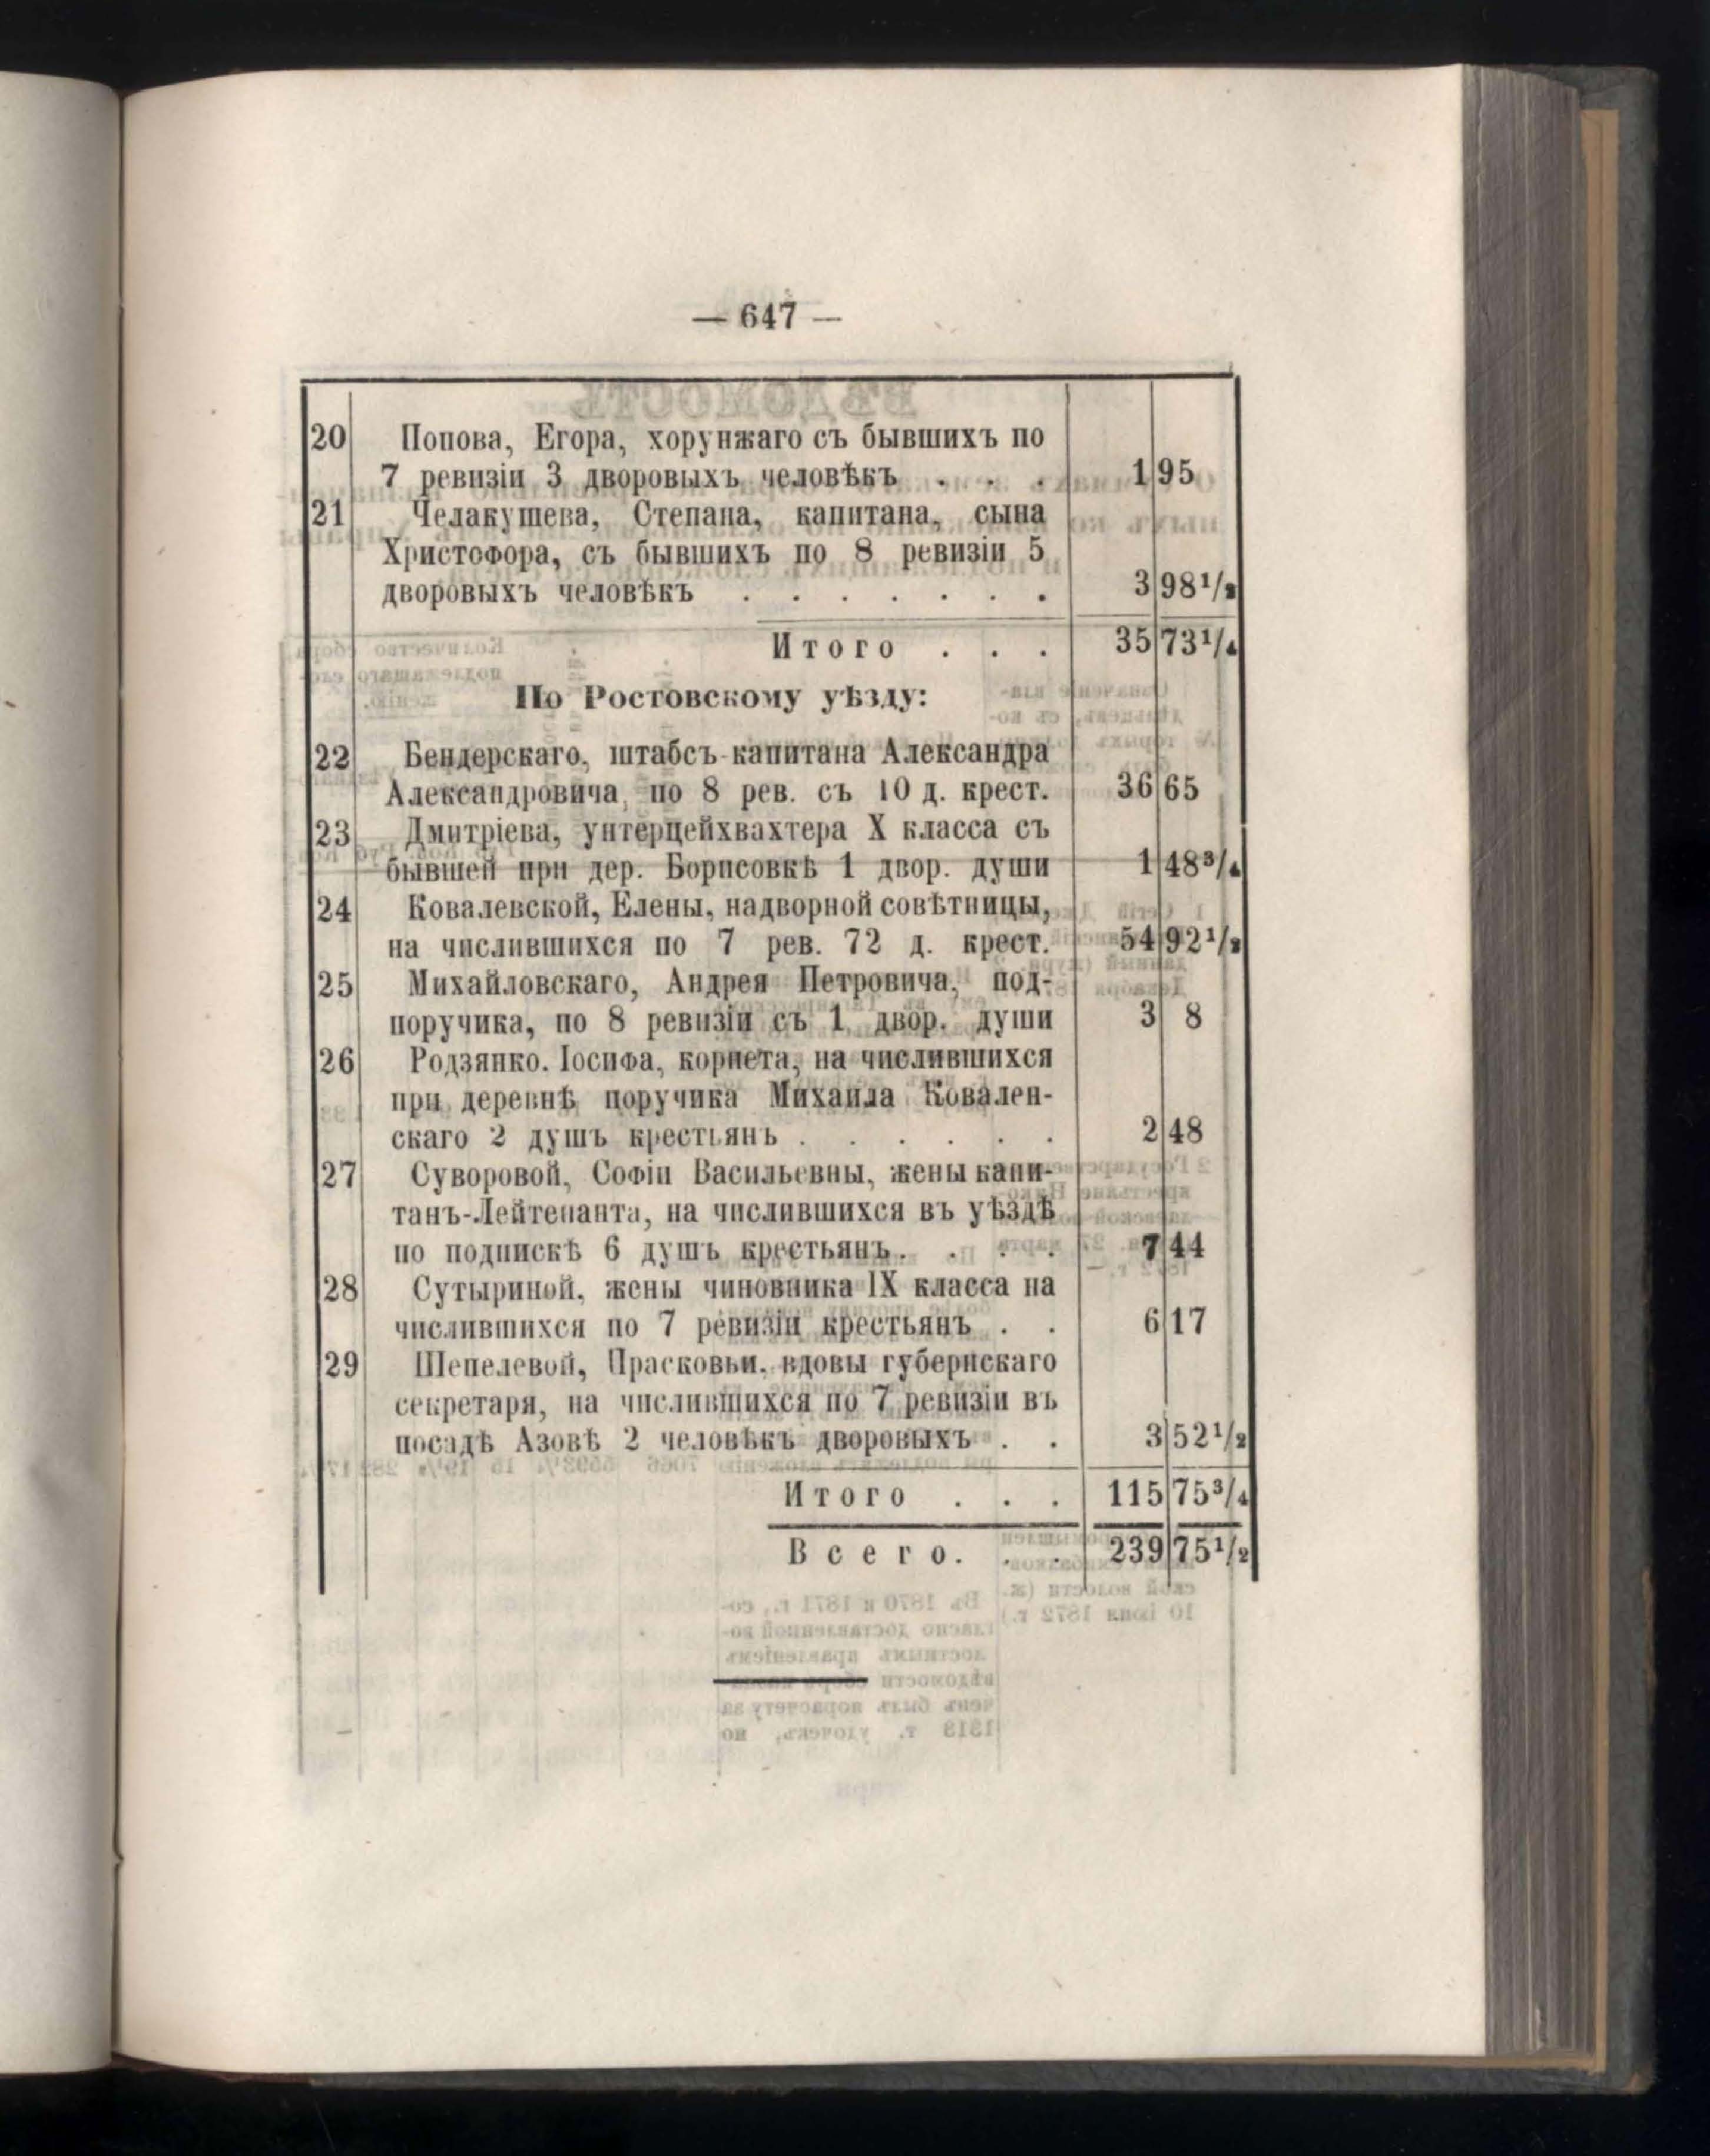 — 647 —
20 Попова, Егора, хорунжаго съ бывшихъ по
7 ревизіи 3 дворовыхъ человѣкъ . . . 1 95
21 Челакушева, Степана, капитана, сына
Христофора, съ бывшихъ по 8 ревизіи 5
дворовыхъ человѣкъ . . . . . . . 3 98¹/₂
Итого . . . 35 73¹/₄
По Ростовскому уѣзду:
22 Бендерскаго, штабсъ-капитана Александра
Александровича, по 8 рев. съ 10 д. крест. 36 65
23 Дмитріева, унтерцейхвахтера X класса съ
бывшей при дер. Борисовкѣ 1 двор. души 1 48³/₄
24 Ковалевской, Елены, надворной совѣтницы,
на числившихся по 7 рев. 72 д. крест. 54 92¹/₂
25 Михайловскаго, Андрея Петровича, под-
поручика, по 8 ревизіи съ 1 двор. души 3 8
26 Родзянко. Іосифа, корнета, на числившихся
при деревнѣ поручика Михаила Ковален-
скаго 2 душъ крестьянъ . . . . . . 2 48
27 Суворовой, Софіи Васильевны, жены капи-
танъ-Лейтенанта, на числившихся въ уѣздѣ
по подпискѣ 6 душъ крестьянъ. . . . 7 44
28 Сутыриной, жены чиновника IX класса на
числившихся по 7 ревизіи крестьянъ . . 6 17
29 Шепелевой, Прасковьи, вдовы губернскаго
секретаря, на числившихся по 7 ревизіи въ
посадѣ Азовѣ 2 человѣкъ дворовыхъ . . 3 52¹/₂
Итого . . . 115 75³/₄
Всего. . . 239 75¹/₂